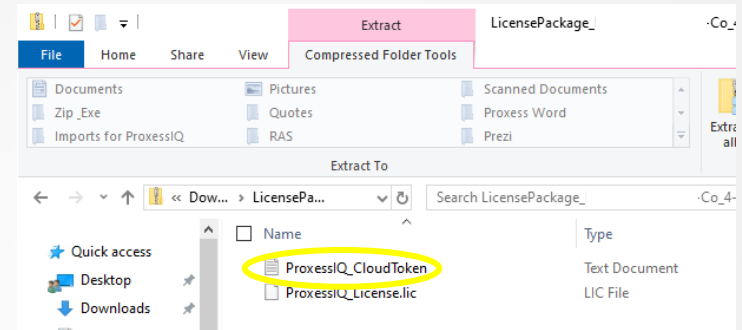 Extract LicensePackage_ -Co_4
File Home Share View Compressed Folder Tools
Documents Pictures Scanned Documents
Zip _Exe Quotes Proxess Word
Imports for ProxessIQ RAS Prezi
Extra
all
Extract To
« Dow... > LicensePa... Search LicensePackage_ -Co_4-
Name Type
Quick access
ProxessIQ_CloudToken Text Document
Desktop
ProxessIQ_License.lic LIC File
Downloads